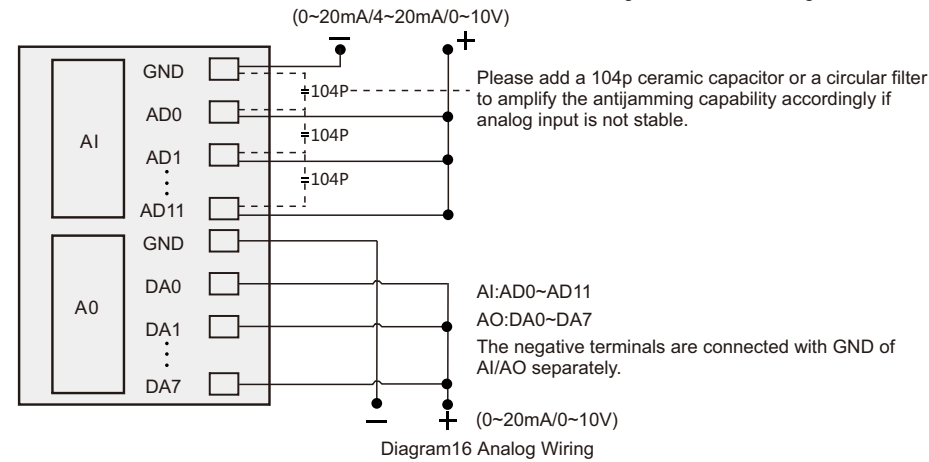 (0~20mA/4~20mA/0~10V)
GND
104P
Please add a 104p ceramic capacitor or a circular filter
to amplify the antijamming capability accordingly if
analog input is not stable.
AD0
104P
AI
AD1
104P
AD11
GND
DA0
AI:AD0~AD11
A0
AO:DA0~DA7
DA1
The negative terminals are connected with GND of
AI/AO separately.
DA7
(0~20mA/0~10V)
Diagram16 Analog Wiring